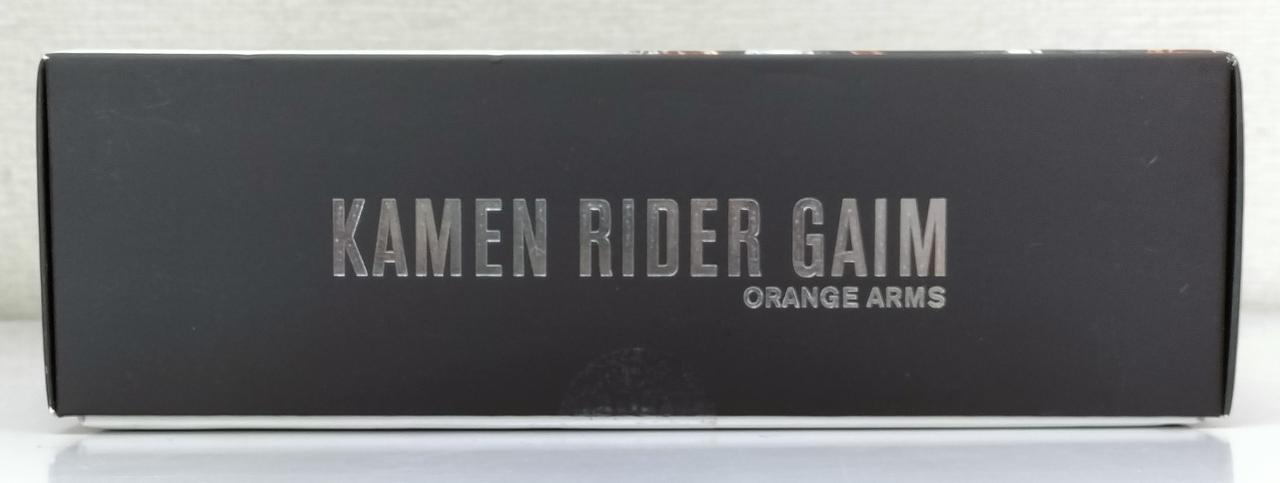 KAMEN RIDER GAIM
ORANGE ARMS